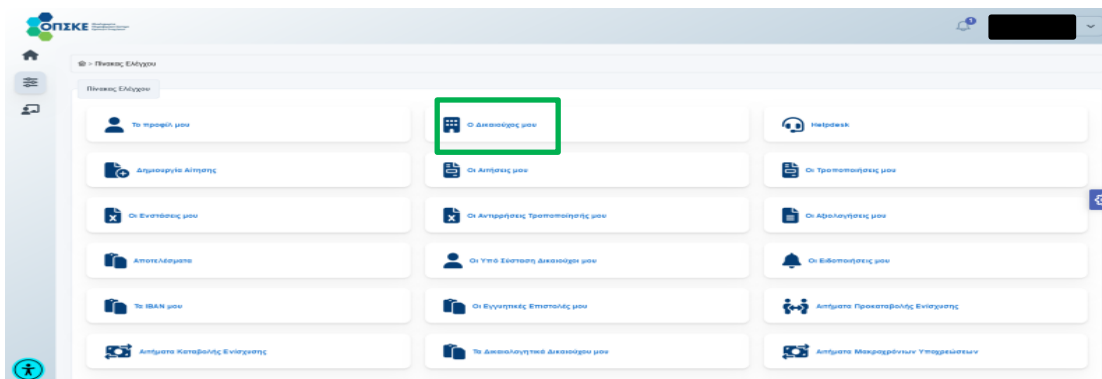 ΟΠΣΚΕ
> Πίνακας Ελέγχου
Πίνακας Ελέγχου
Το προφίλ μου
Ο Δικαιούχος μου
Helpdesk
Δημιουργία Αίτησης
Οι Αιτήσεις μου
Οι Τροποποιήσεις μου
Οι Ενστάσεις μου
Οι Αντιρρήσεις Τροποποίησής μου
Οι Αξιολογήσεις μου
Αποτελέσματα
Οι Υπό Σύσταση Δικαιούχοι μου
Οι Ειδοποιήσεις μου
Τα IBAN μου
Οι Εγγυητικές Επιστολές μου
Αιτήματα Προκαταβολής Ενίσχυσης
Αιτήματα Καταβολής Ενίσχυσης
Τα Δικαιολογητικά Δικαιούχου μου
Αιτήματα Μακροχρόνιων Υποχρεώσεων